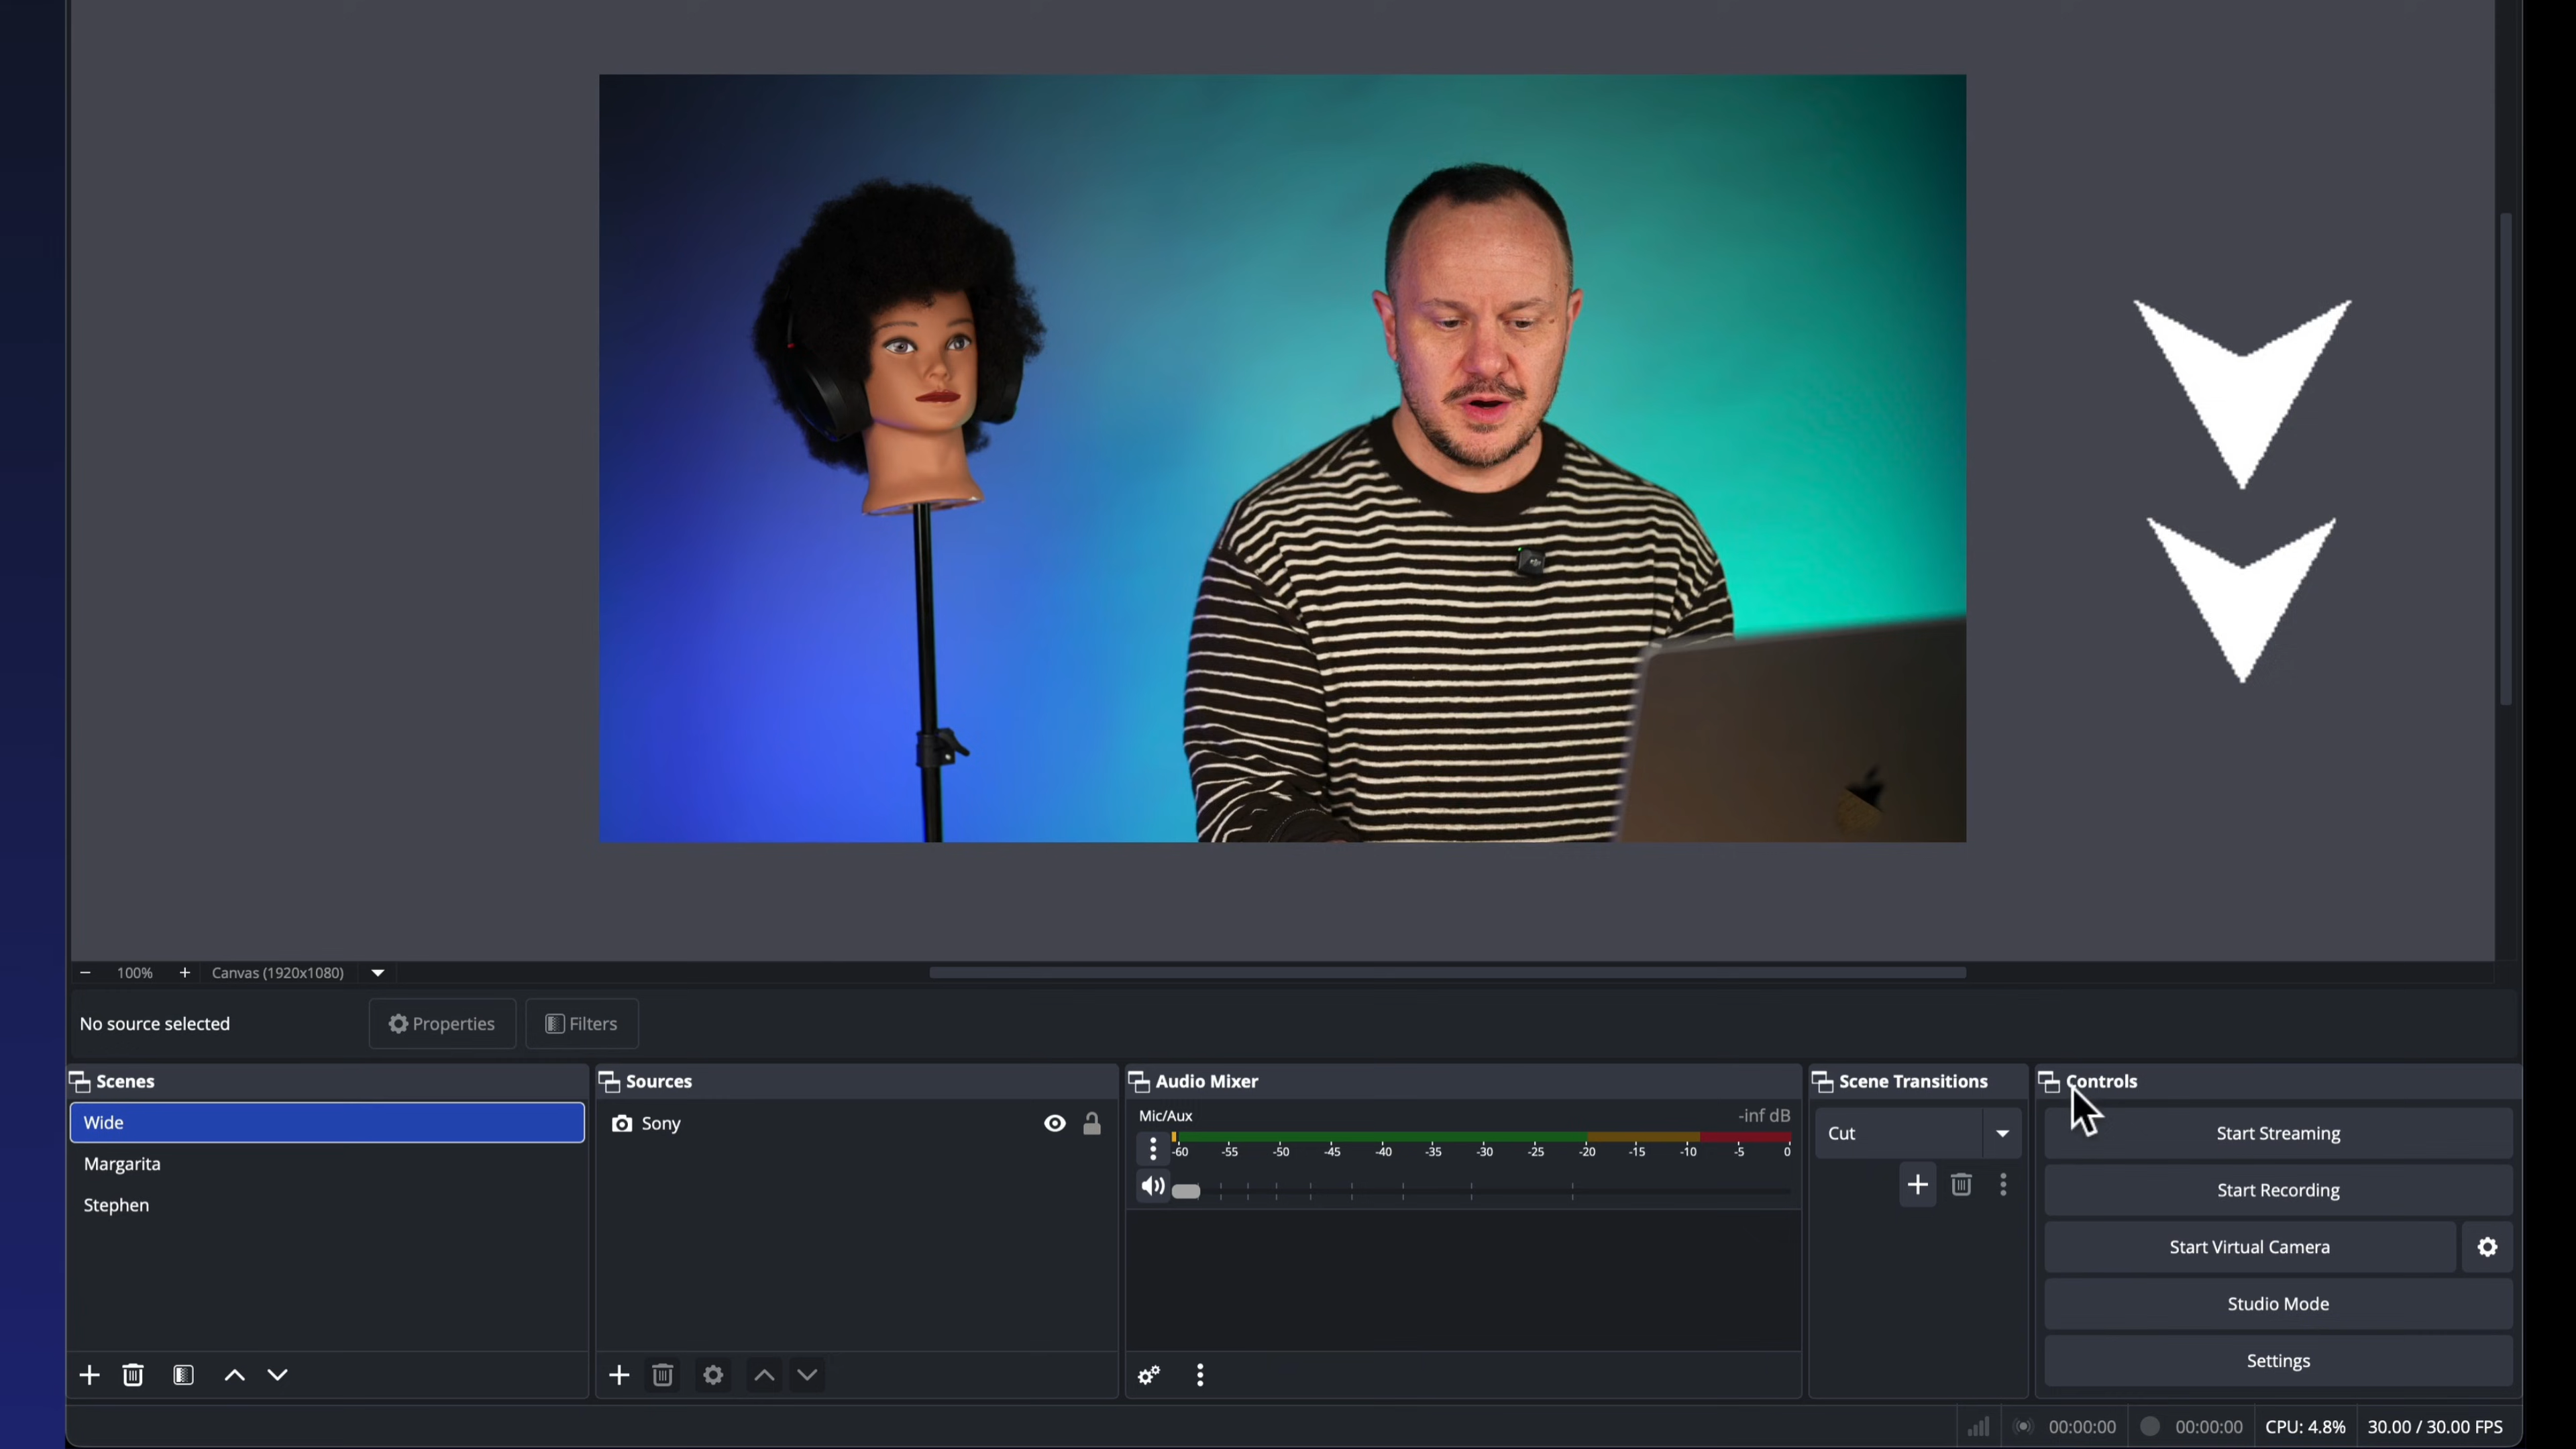 100%
Canvas (1920x1080)
No source selected
Properties
Filters
Scenes
Wide
Margarita
Stephen
Sources
Sony
Audio Mixer
Mic/Aux
-inf dB
-60 -55 -50 -45 -40 -35 -30 -25 -20 -15 -10 -5 0
Scene Transitions
Cut
Controls
Start Streaming
Start Recording
Start Virtual Camera
Studio Mode
Settings
00:00:00
00:00:00
CPU: 4.8%
30.00 / 30.00 FPS